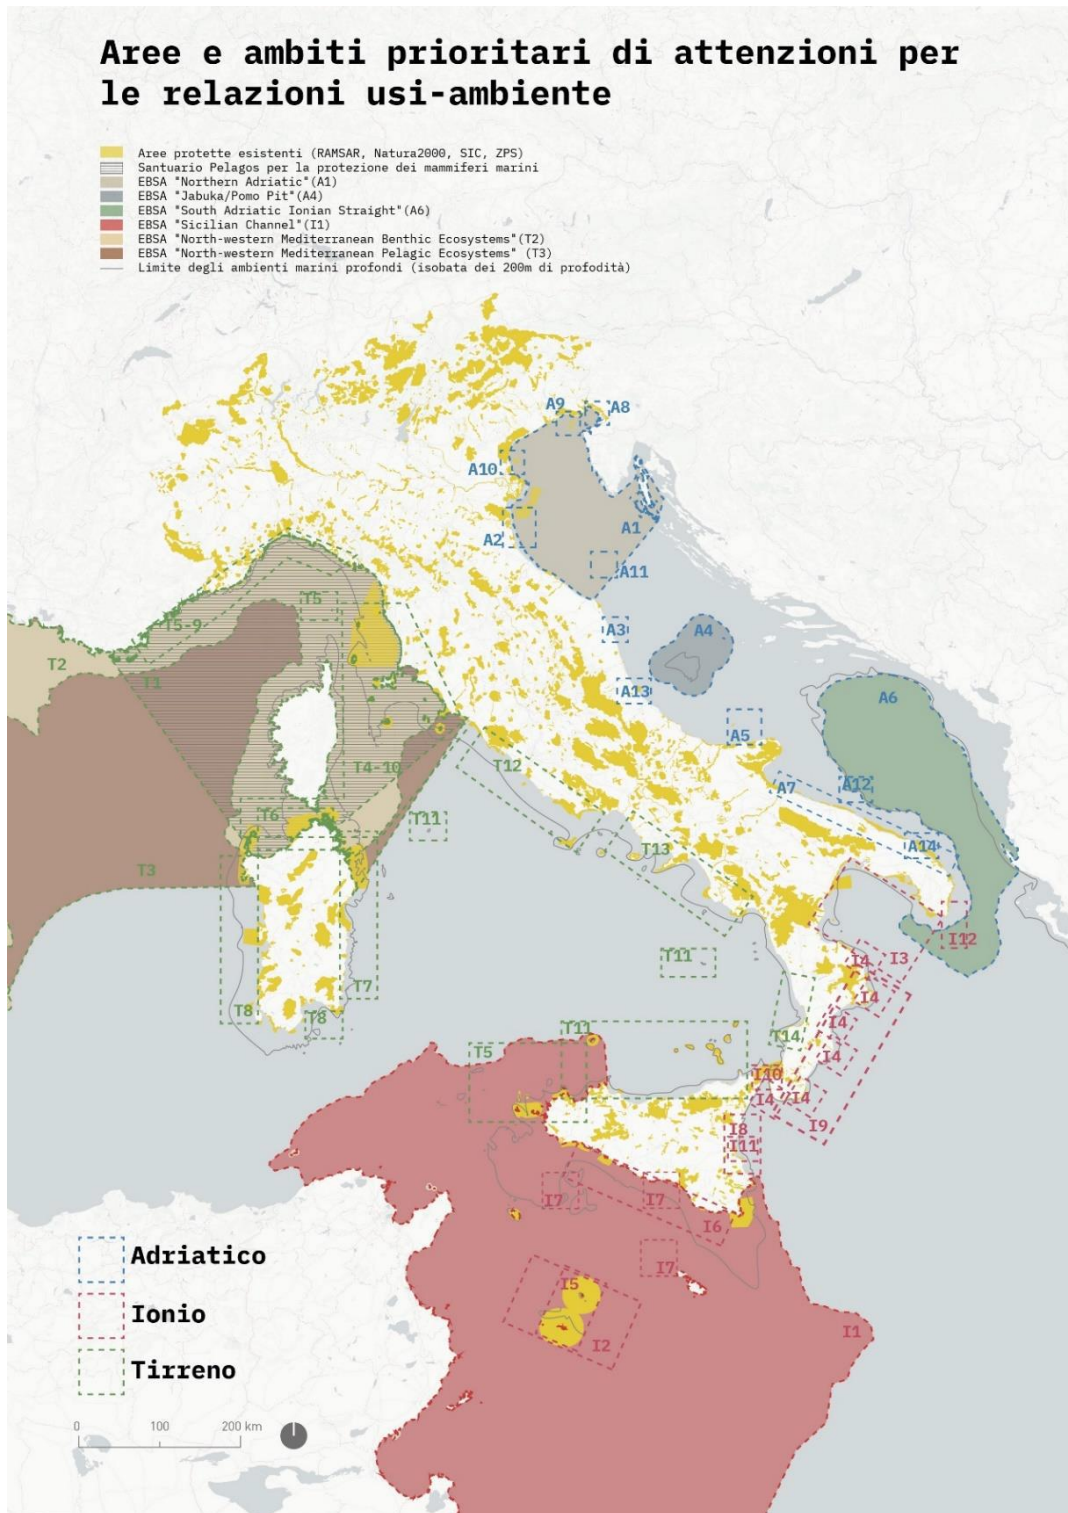 Aree e ambiti prioritari di attenzioni per
le relazioni usi-ambiente
Aree protette esistenti (RAMSAR, Natura2000, SIC, ZPS)
Santuario Pelagos per la protezione dei mammiferi marini
EBSA "Northern Adriatic"(A1)
EBSA "Jabuka/Pomo Pit"(A4)
EBSA "South Adriatic Ionian Straight"(A6)
EBSA "Sicilian Channel"(I1)
EBSA "North-western Mediterranean Benthic Ecosystems"(T2)
EBSA "North-western Mediterranean Pelagic Ecosystems" (T3)
Limite degli ambienti marini profondi (isobata dei 200m di profodità)
A9
A8
A10
A1
A2
A11
T5
T5-9
A3
A4
T2
T1
A13
A6
A5
T4-10
T12
A7
A12
T6
T11
T13
A14
T3
I12
T11
I4
I3
T7
I4
T8
T8
I4
T11
T14
T5
I4
I10
I4
I4
I9
I8
I11
I7
I7
I6
I7
I5
I2
I1
Adriatico
Ionio
Tirreno
0 100 200 km